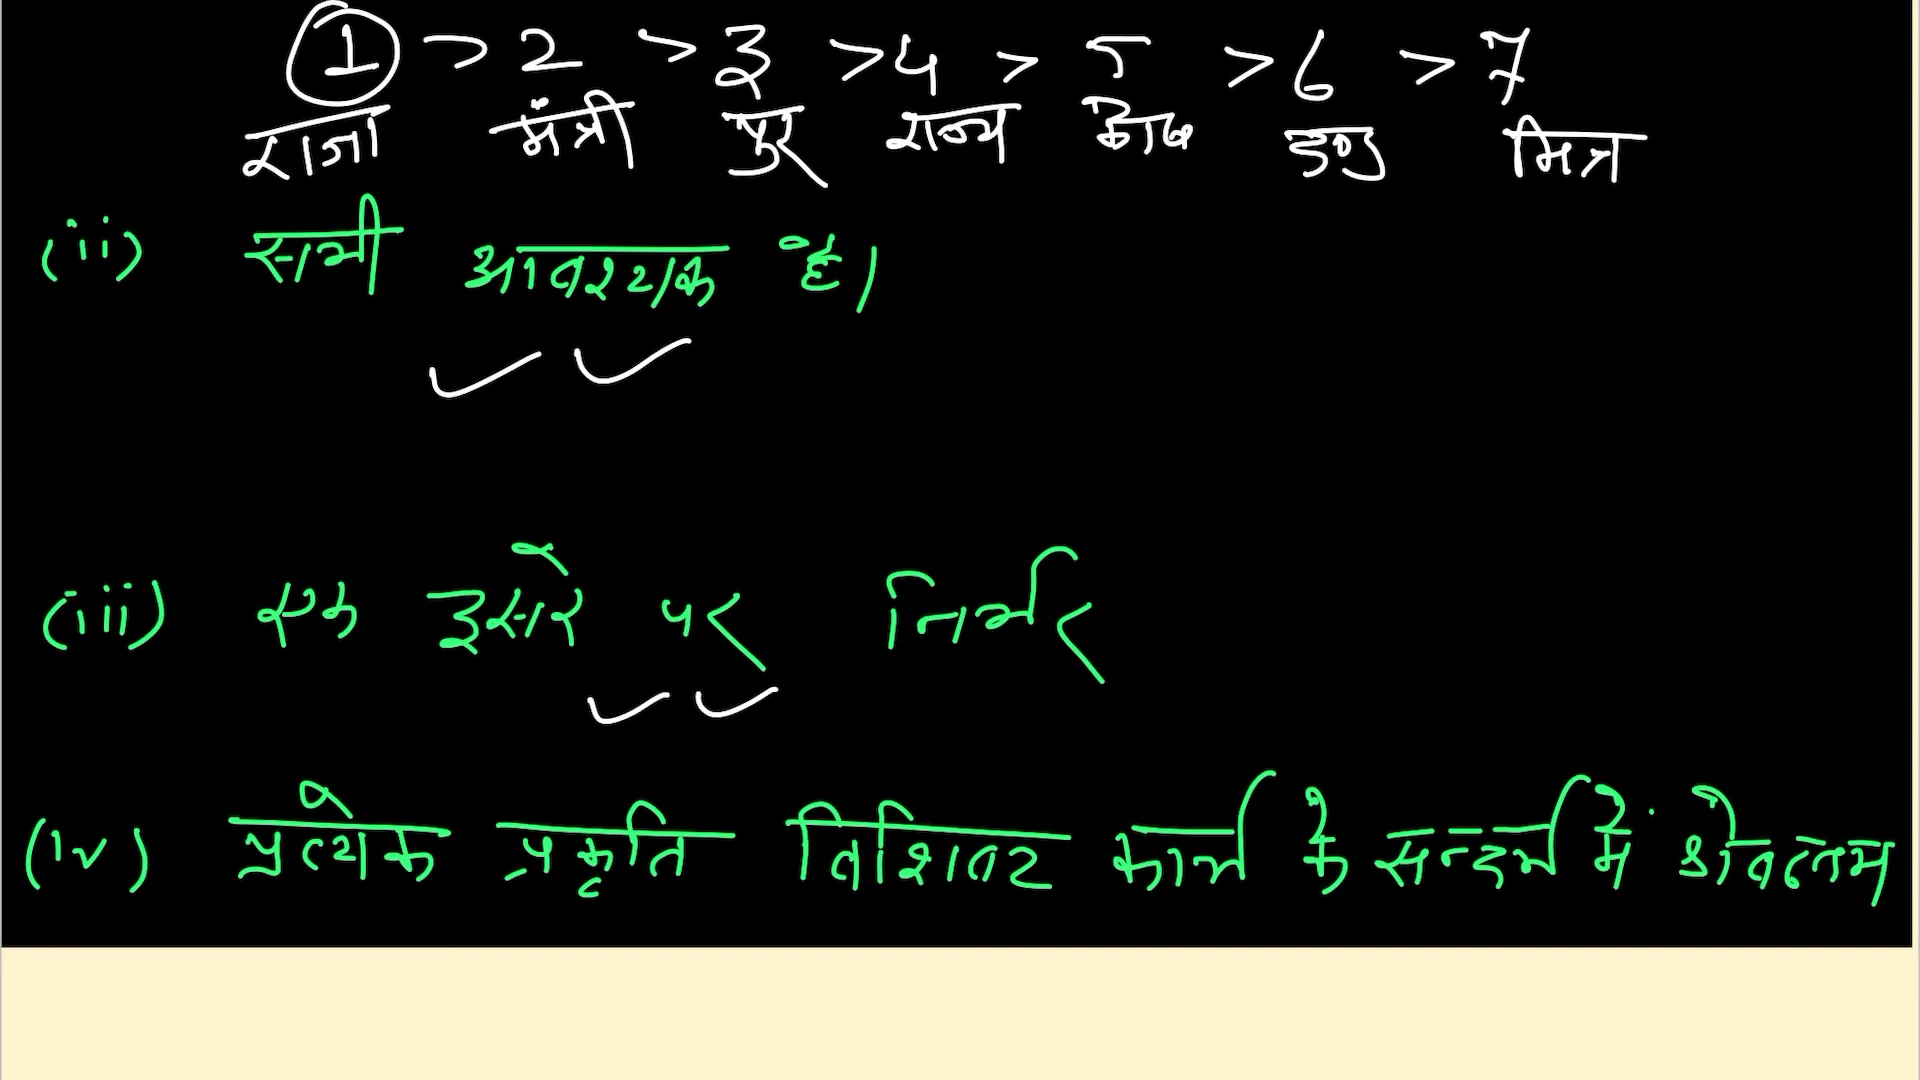 1 > 2 > 3 > 4 > 5 > 6 > 7
राजा मंत्री पुर राज्य कोष दण्ड मित्र
(ii) सभी आवश्यक है।
(iii) एक दूसरे पर निर्भर
(iv) प्रत्येक प्रकृति विशिष्ट कार्य के सन्दर्भ में श्रेष्ठतम